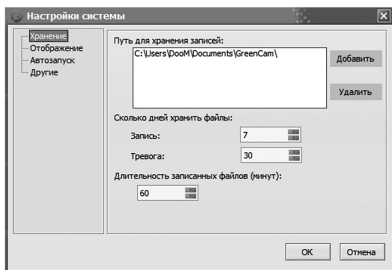 Настройки системы
Хранение
Отображение
Автозапуск
Другие
Путь для хранения записей:
C:\Users\DooM\Documents\GreenCam\
Добавить
Удалить
Сколько дней хранить файлы:
Запись: 7
Тревога: 30
Длительность записанных файлов (минут):
60
OK Отмена